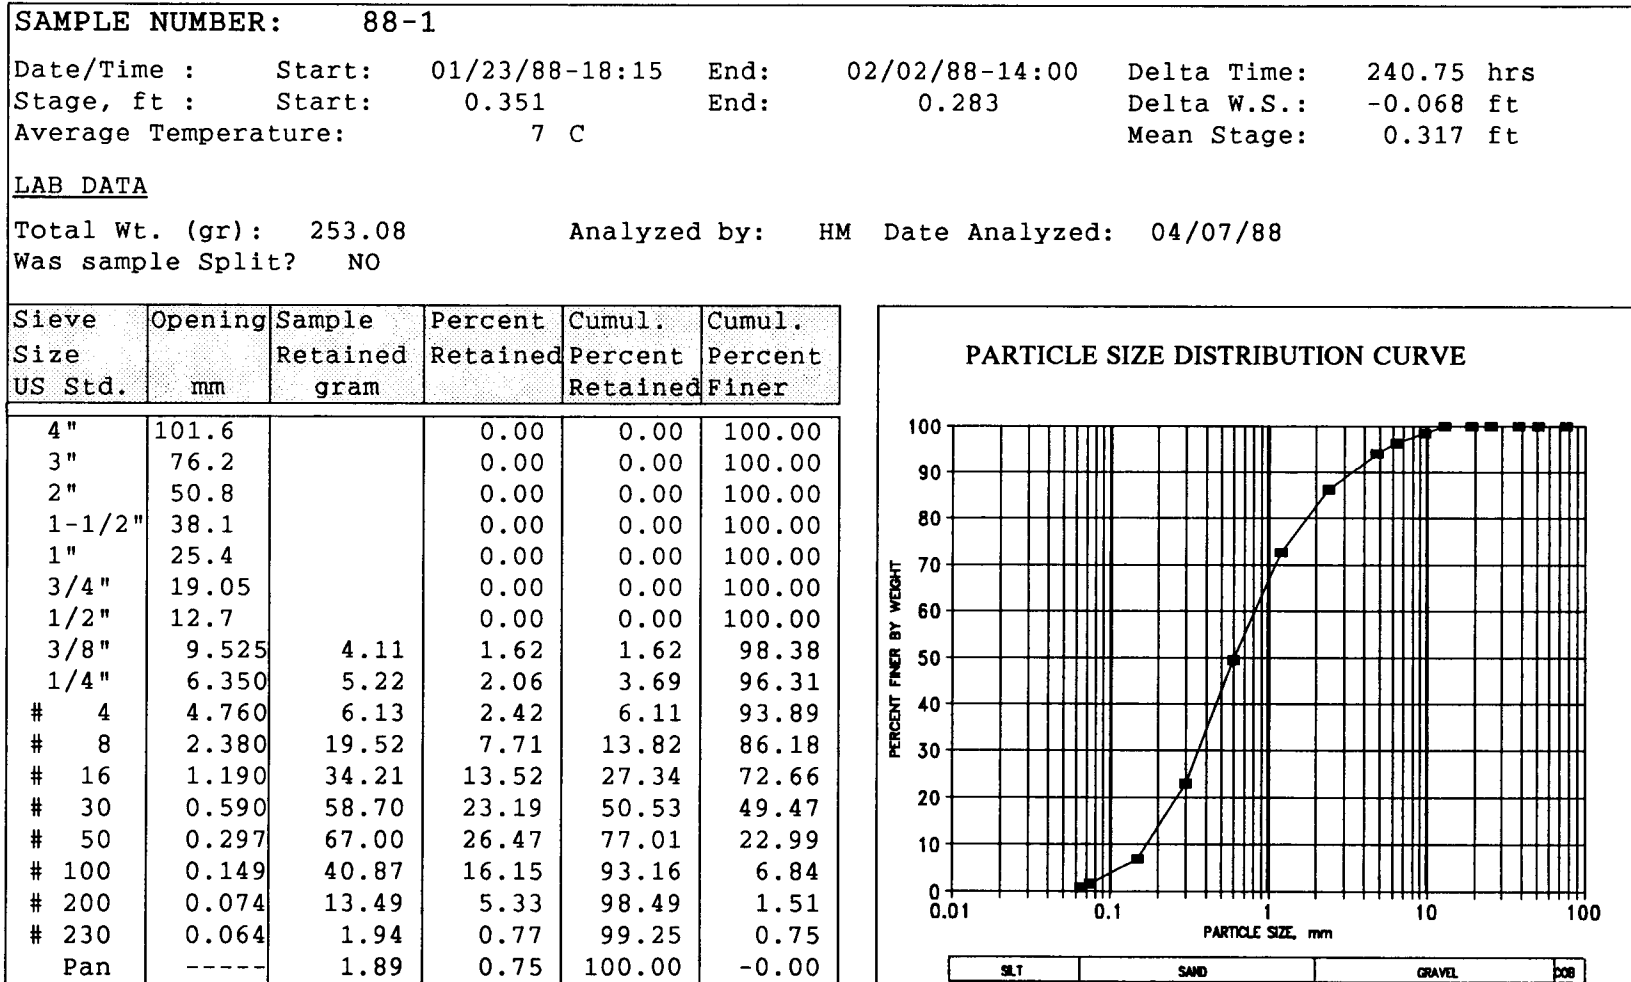 SAMPLE NUMBER: 88-1
Date/Time : Start: 01/23/88-18:15 End: 02/02/88-14:00 Delta Time: 240.75 hrs
Stage, ft : Start: 0.351 End: 0.283 Delta W.S.: -0.068 ft
Average Temperature: 7 C Mean Stage: 0.317 ft
LAB DATA
Total Wt. (gr): 253.08 Analyzed by: HM Date Analyzed: 04/07/88
Was sample Split? NO
Sieve Opening Sample Percent Cumul. Cumul.
Size Retained Retained Percent Percent
US Std. mm gram Retained Finer
4" 101.6 0.00 0.00 100.00
3" 76.2 0.00 0.00 100.00
2" 50.8 0.00 0.00 100.00
1-1/2" 38.1 0.00 0.00 100.00
1" 25.4 0.00 0.00 100.00
3/4" 19.05 0.00 0.00 100.00
1/2" 12.7 0.00 0.00 100.00
3/8" 9.525 4.11 1.62 1.62 98.38
1/4" 6.350 5.22 2.06 3.69 96.31
# 4 4.760 6.13 2.42 6.11 93.89
# 8 2.380 19.52 7.71 13.82 86.18
# 16 1.190 34.21 13.52 27.34 72.66
# 30 0.590 58.70 23.19 50.53 49.47
# 50 0.297 67.00 26.47 77.01 22.99
# 100 0.149 40.87 16.15 93.16 6.84
# 200 0.074 13.49 5.33 98.49 1.51
# 230 0.064 1.94 0.77 99.25 0.75
Pan ----- 1.89 0.75 100.00 -0.00
PARTICLE SIZE DISTRIBUTION CURVE
PERCENT FINER BY WEIGHT
100
90
80
70
60
50
40
30
20
10
0
0.01 0.1 1 10 100
PARTICLE SIZE, mm
SILT SAND GRAVEL COB